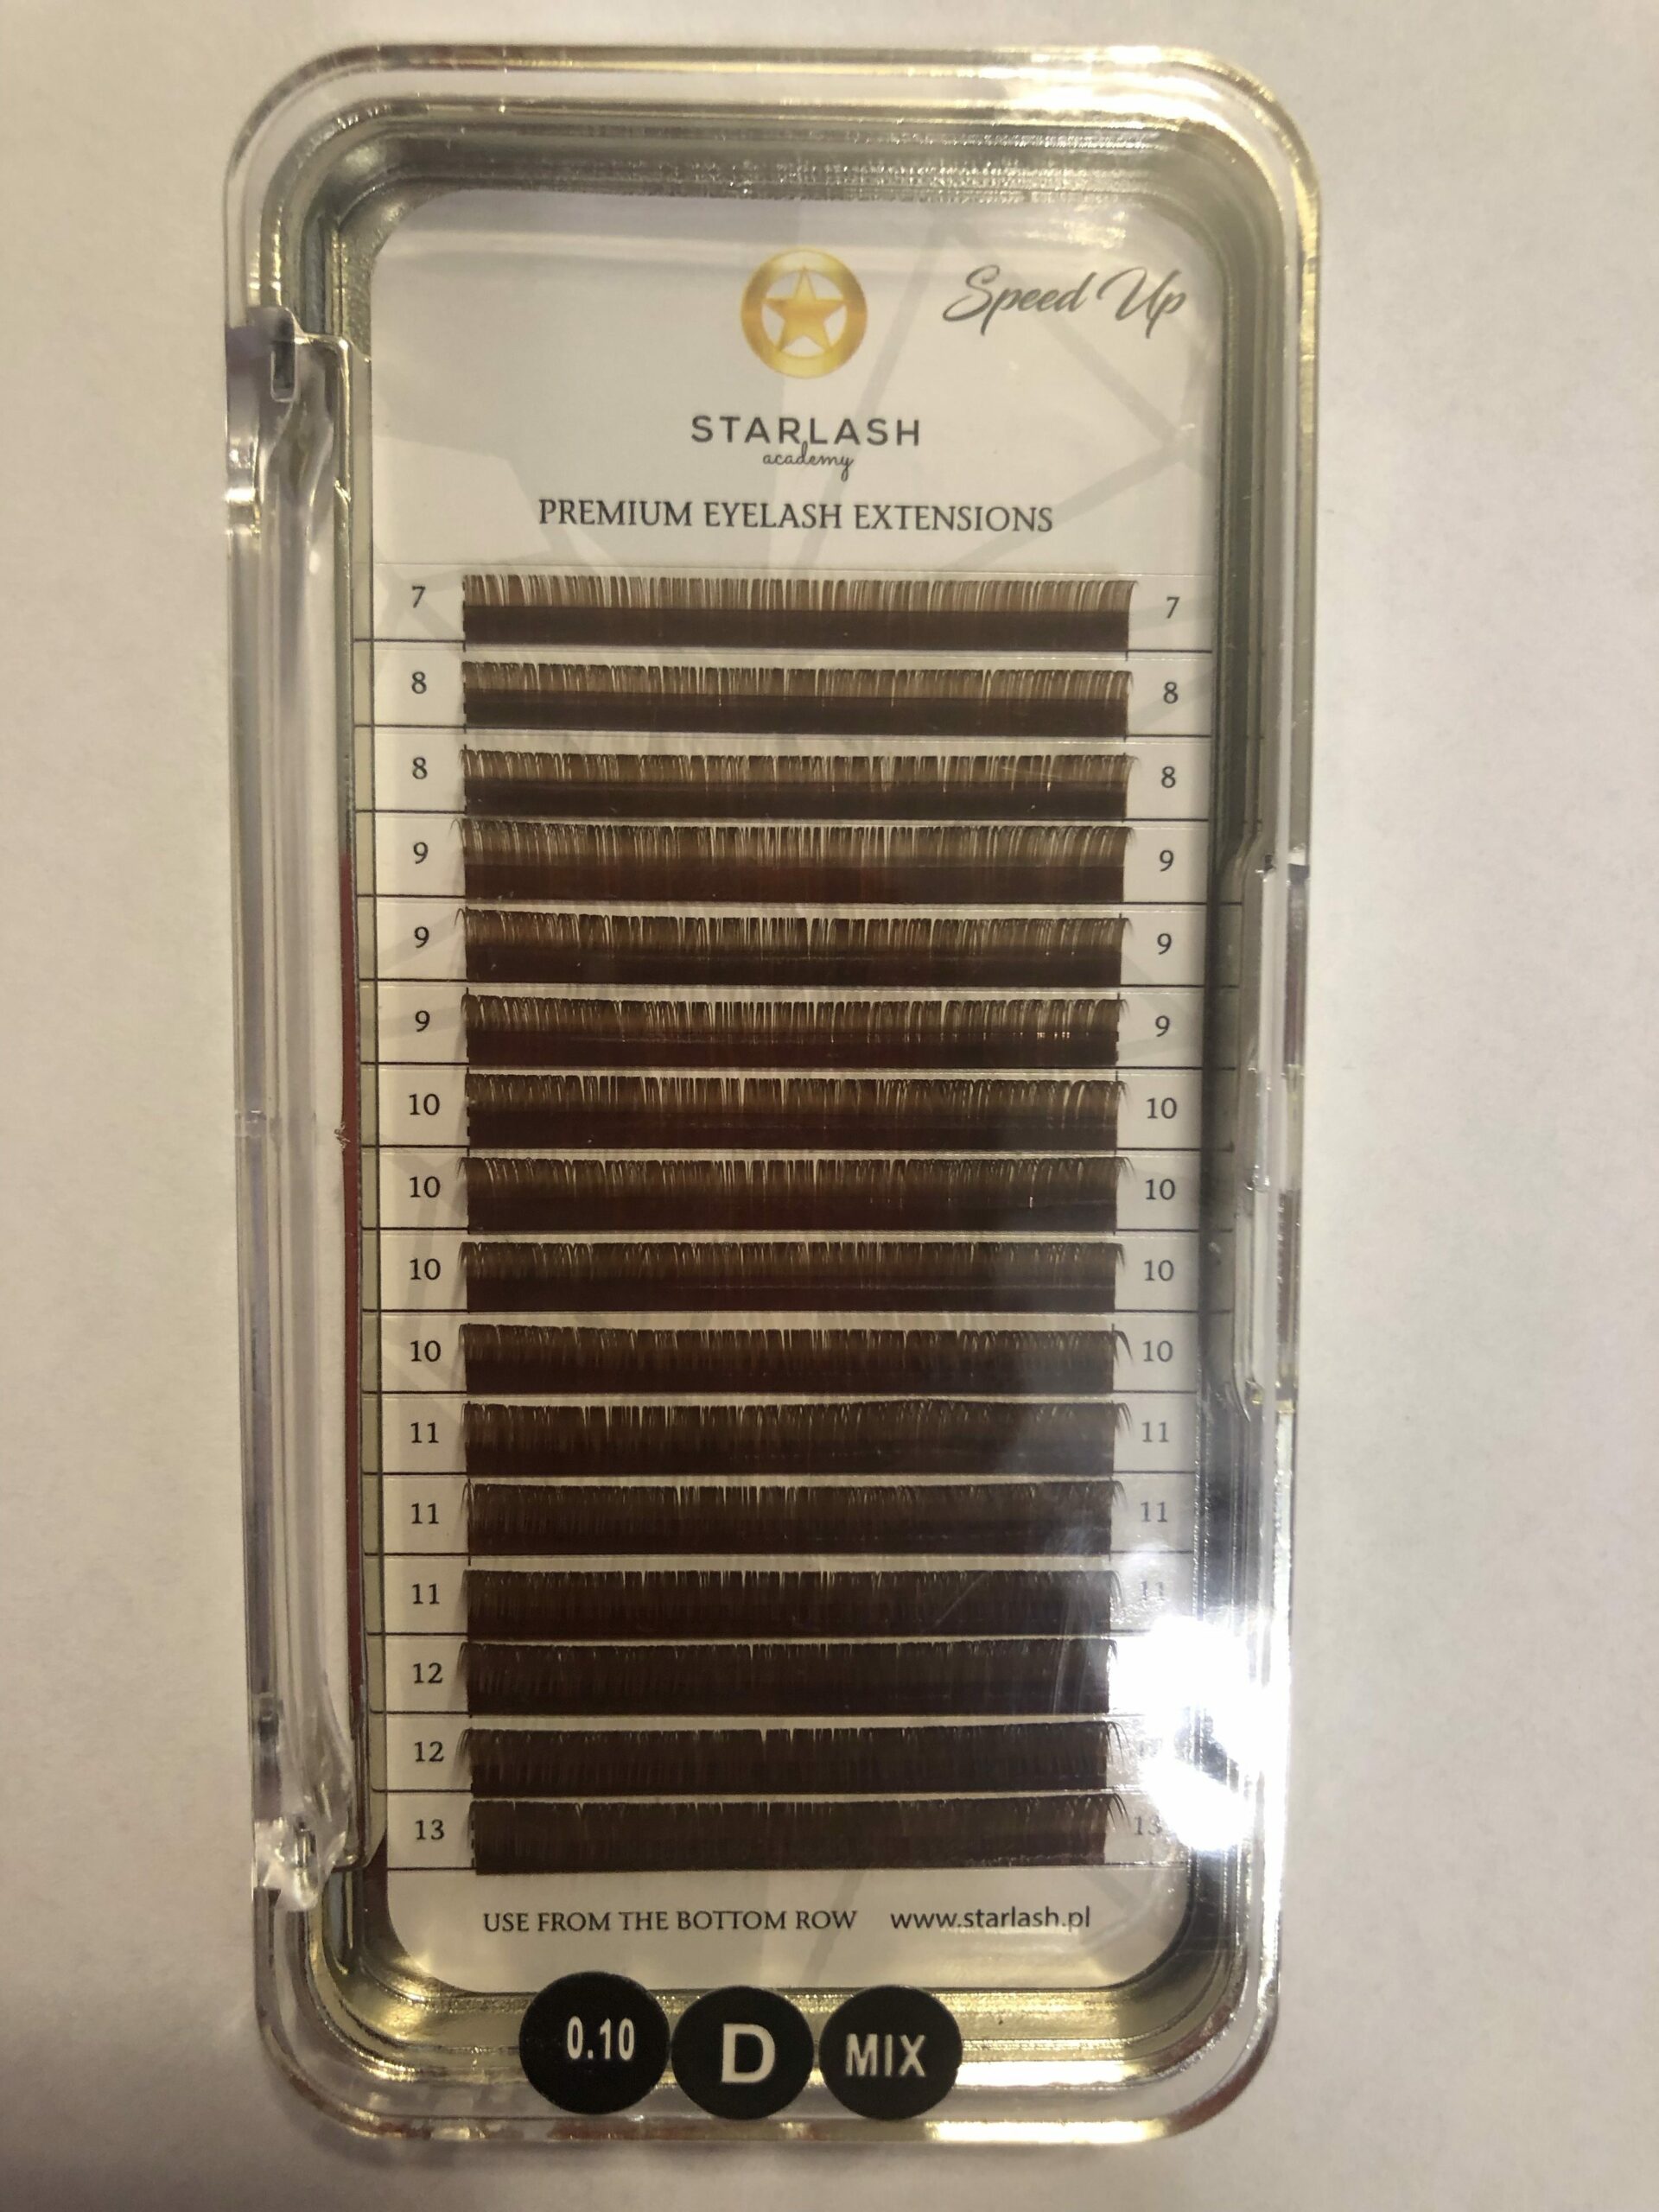 Speed Up
STARLASH
academy
PREMIUM EYELASH EXTENSIONS
7 7
8 8
8 8
9 9
9 9
9 9
10 10
10 10
10 10
10 10
11 11
11 11
11 11
12
12
13 13
USE FROM THE BOTTOM ROW www.starlash.pl
0.10 D MIX